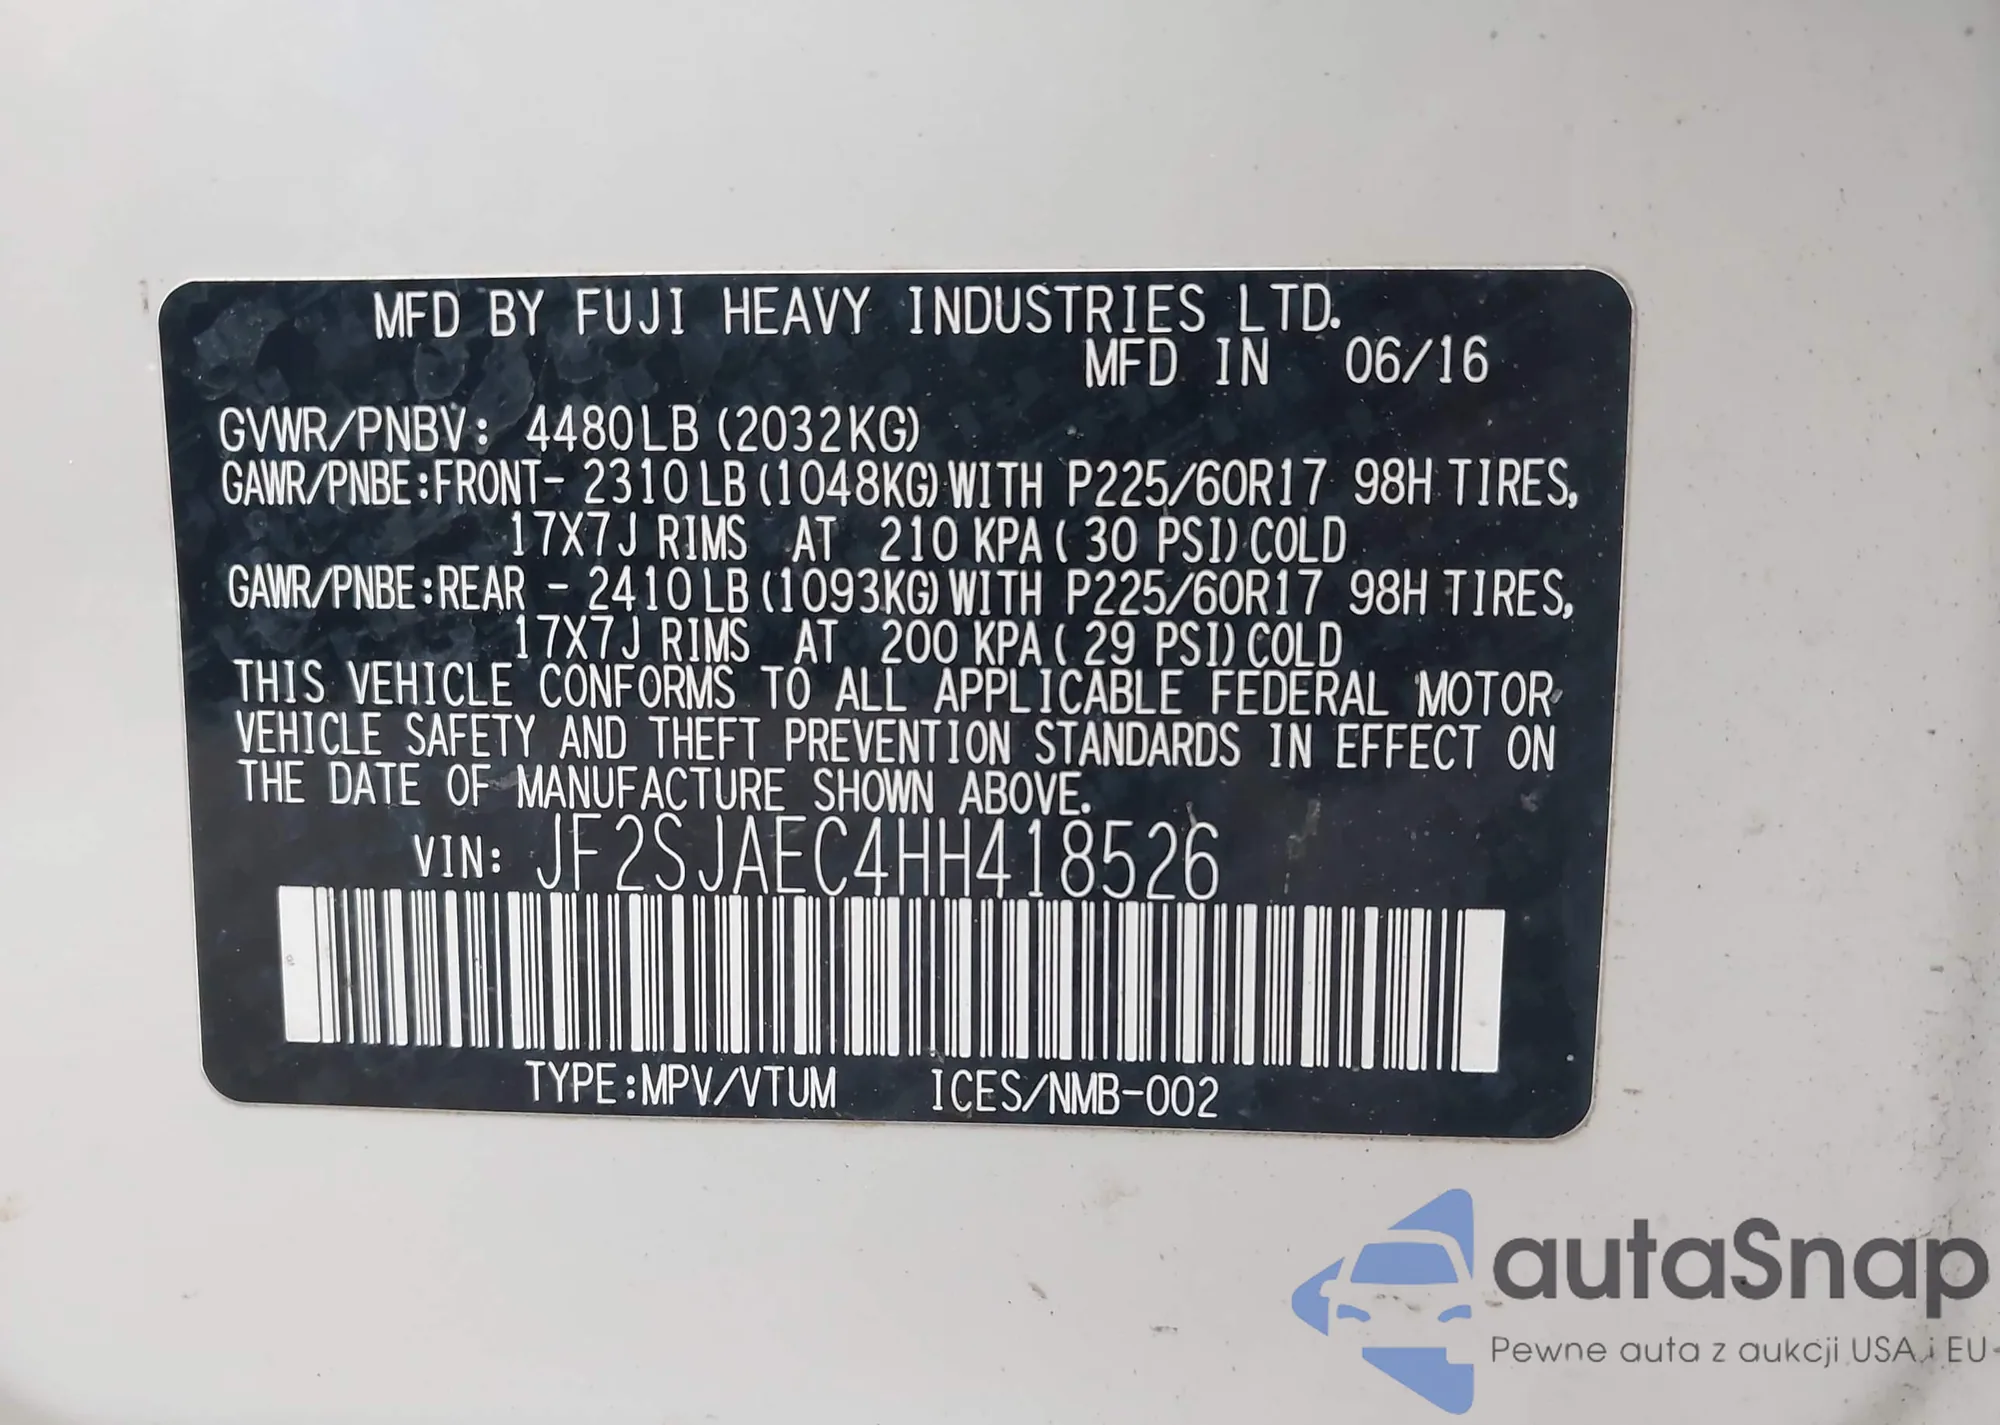 MFD BY FUJI HEAVY INDUSTRIES LTD.
MFD IN 06/16
GVWR/PNBV: 4480LB (2032KG)
GAWR/PNBE:FRONT- 2310LB(1048KG)WITH P225/60R17 98H TIRES,
17X7J RIMS AT 210 KPA( 30 PSI)COLD
GAWR/PNBE:REAR - 2410LB(1093KG)WITH P225/60R17 98H TIRES,
17X7J RIMS AT 200 KPA( 29 PSI)COLD
THIS VEHICLE CONFORMS TO ALL APPLICABLE FEDERAL MOTOR
VEHICLE SAFETY AND THEFT PREVENTION STANDARDS IN EFFECT ON
THE DATE OF MANUFACTURE SHOWN ABOVE.
VIN: JF2SJAEC4HH418526
TYPE:MPV/VTUM ICES/NMB-002
autaSnap
Pewne auta z aukcji USA i EU